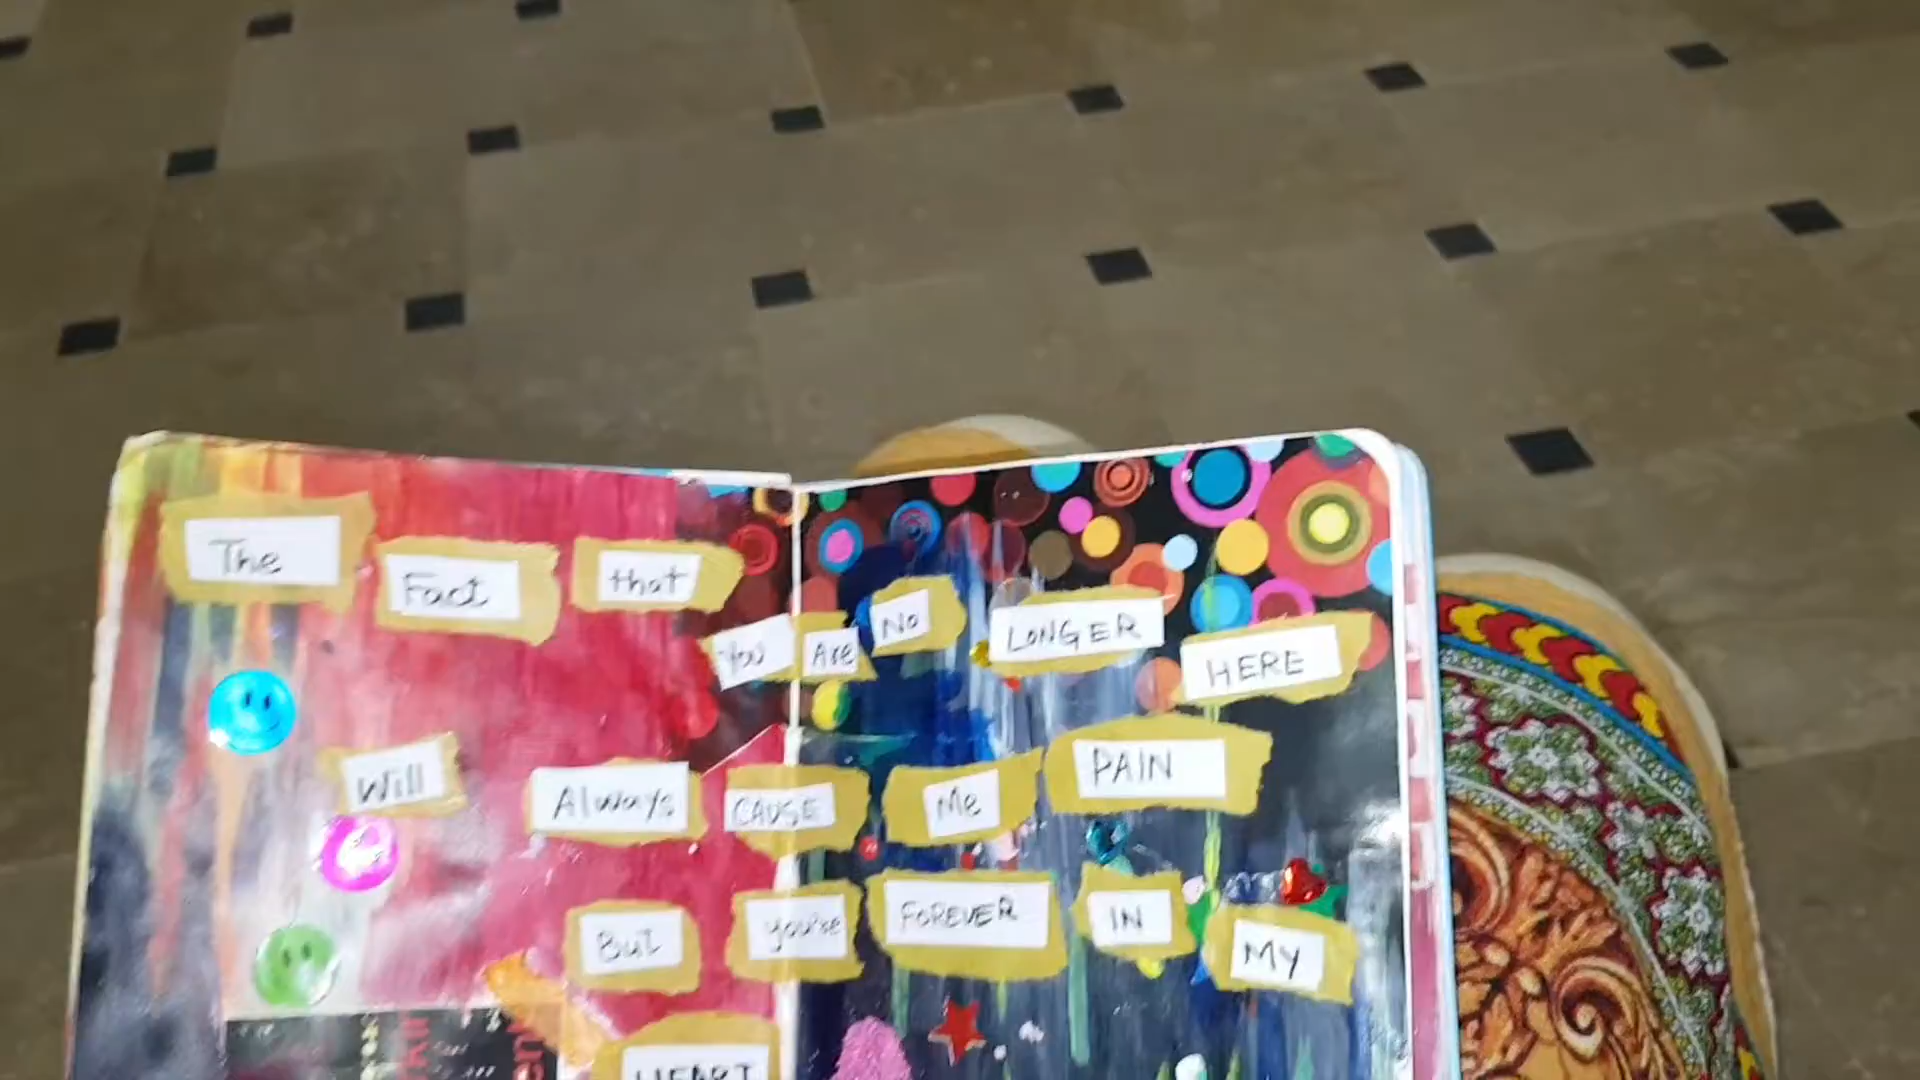 The Fact that
You Are No LONGER HERE
Will Always CAUSE Me PAIN
But you're FOREVER IN MY
HEART